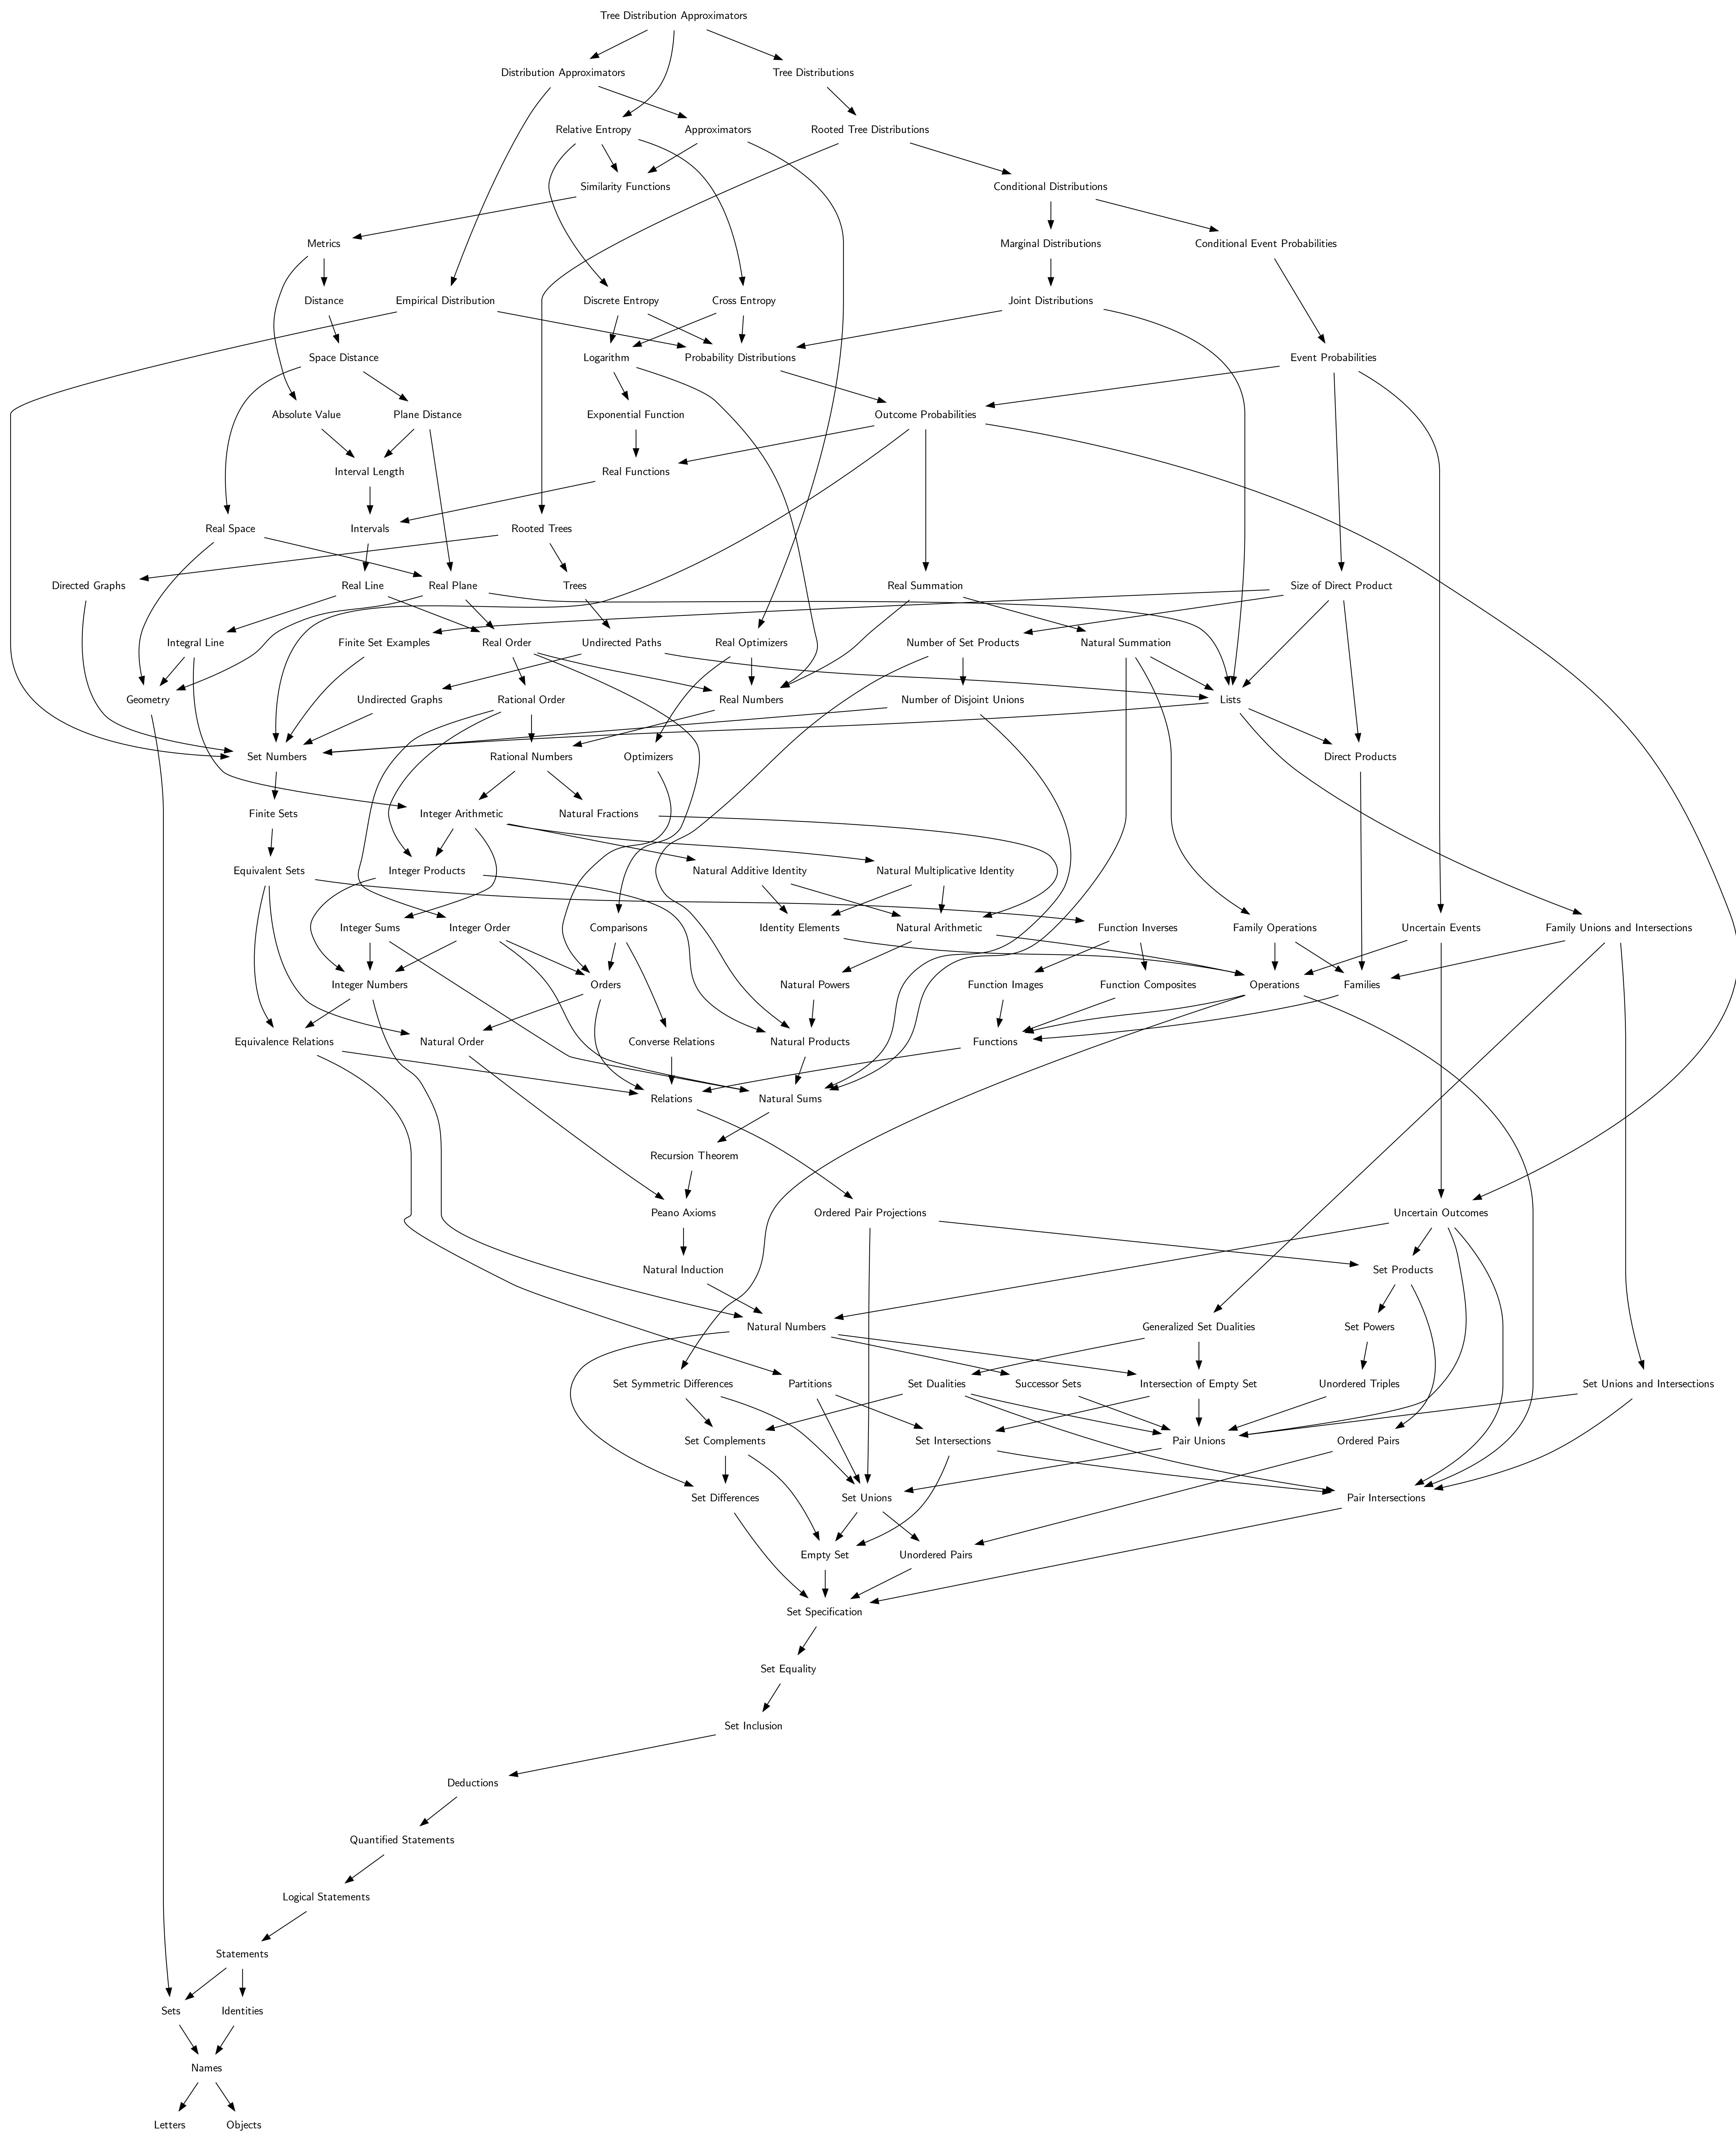 Tree Distribution Approximators
Distribution Approximators
Tree Distributions
Relative Entropy
Approximators
Rooted Tree Distributions
Similarity Functions
Conditional Distributions
Metrics
Marginal Distributions
Conditional Event Probabilities
Distance
Empirical Distribution
Discrete Entropy
Cross Entropy
Joint Distributions
Space Distance
Logarithm
Probability Distributions
Event Probabilities
Absolute Value
Plane Distance
Exponential Function
Outcome Probabilities
Interval Length
Real Functions
Real Space
Intervals
Rooted Trees
Directed Graphs
Real Line
Real Plane
Trees
Real Summation
Size of Direct Product
Integral Line
Finite Set Examples
Real Order
Undirected Paths
Real Optimizers
Number of Set Products
Natural Summation
Geometry
Undirected Graphs
Rational Order
Real Numbers
Number of Disjoint Unions
Lists
Set Numbers
Rational Numbers
Optimizers
Direct Products
Finite Sets
Integer Arithmetic
Natural Fractions
Equivalent Sets
Integer Products
Natural Additive Identity
Natural Multiplicative Identity
Integer Sums
Integer Order
Comparisons
Identity Elements
Natural Arithmetic
Function Inverses
Family Operations
Uncertain Events
Family Unions and Intersections
Integer Numbers
Orders
Natural Powers
Function Images
Function Composites
Operations
Families
Equivalence Relations
Natural Order
Converse Relations
Natural Products
Functions
Relations
Natural Sums
Recursion Theorem
Peano Axioms
Ordered Pair Projections
Uncertain Outcomes
Natural Induction
Set Products
Natural Numbers
Generalized Set Dualities
Set Powers
Set Symmetric Differences
Partitions
Set Dualities
Successor Sets
Intersection of Empty Set
Unordered Triples
Set Unions and Intersections
Set Complements
Set Intersections
Pair Unions
Ordered Pairs
Set Differences
Set Unions
Pair Intersections
Empty Set
Unordered Pairs
Set Specification
Set Equality
Set Inclusion
Deductions
Quantified Statements
Logical Statements
Statements
Sets
Identities
Names
Letters
Objects